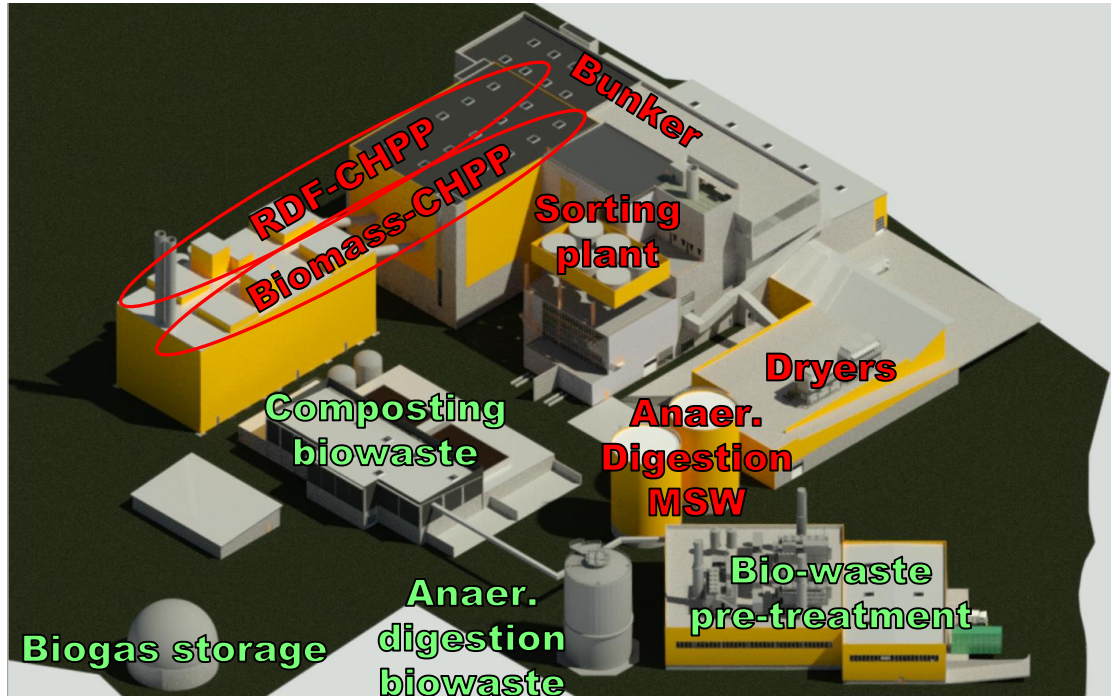 Bunker
RDF-CHPP
Biomass-CHPP
Sorting
plant
Dryers
Composting
biowaste
Anaer.
Digestion
MSW
Bio-waste
pre-treatment
Anaer.
digestion
biowaste
Biogas storage